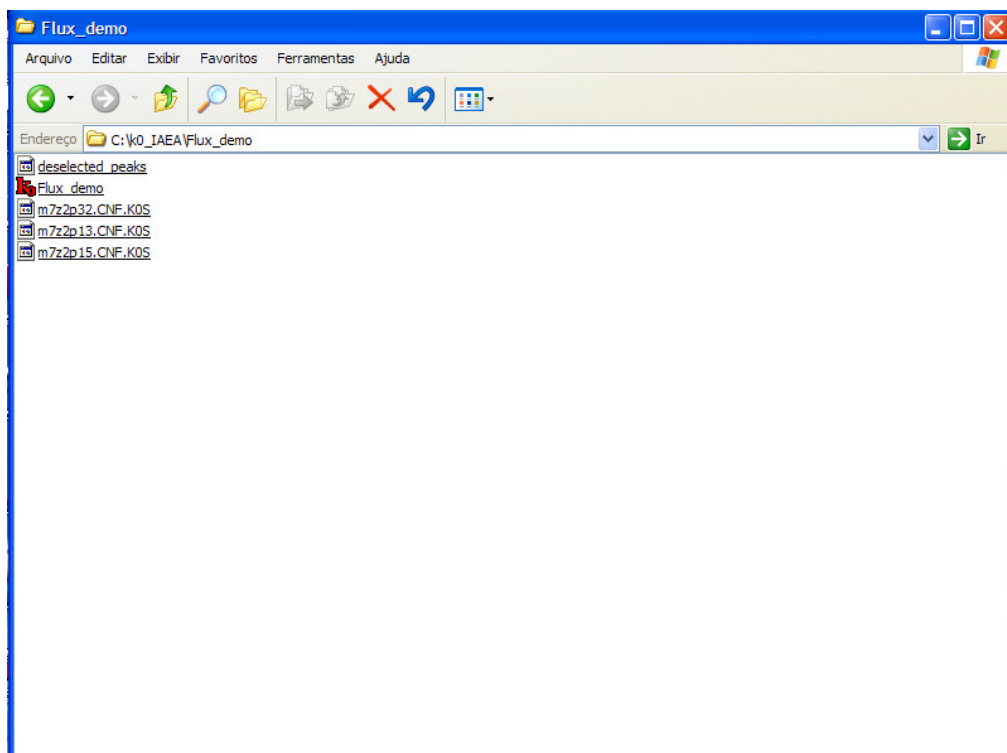 Flux_demo
Arquivo Editar Exibir Favoritos Ferramentas Ajuda
Endereço C:\k0_IAEA\Flux_demo Ir
deselected_peaks
k0 Flux_demo
m7z2p32.CNF.K0S
m7z2p13.CNF.K0S
m7z2p15.CNF.K0S